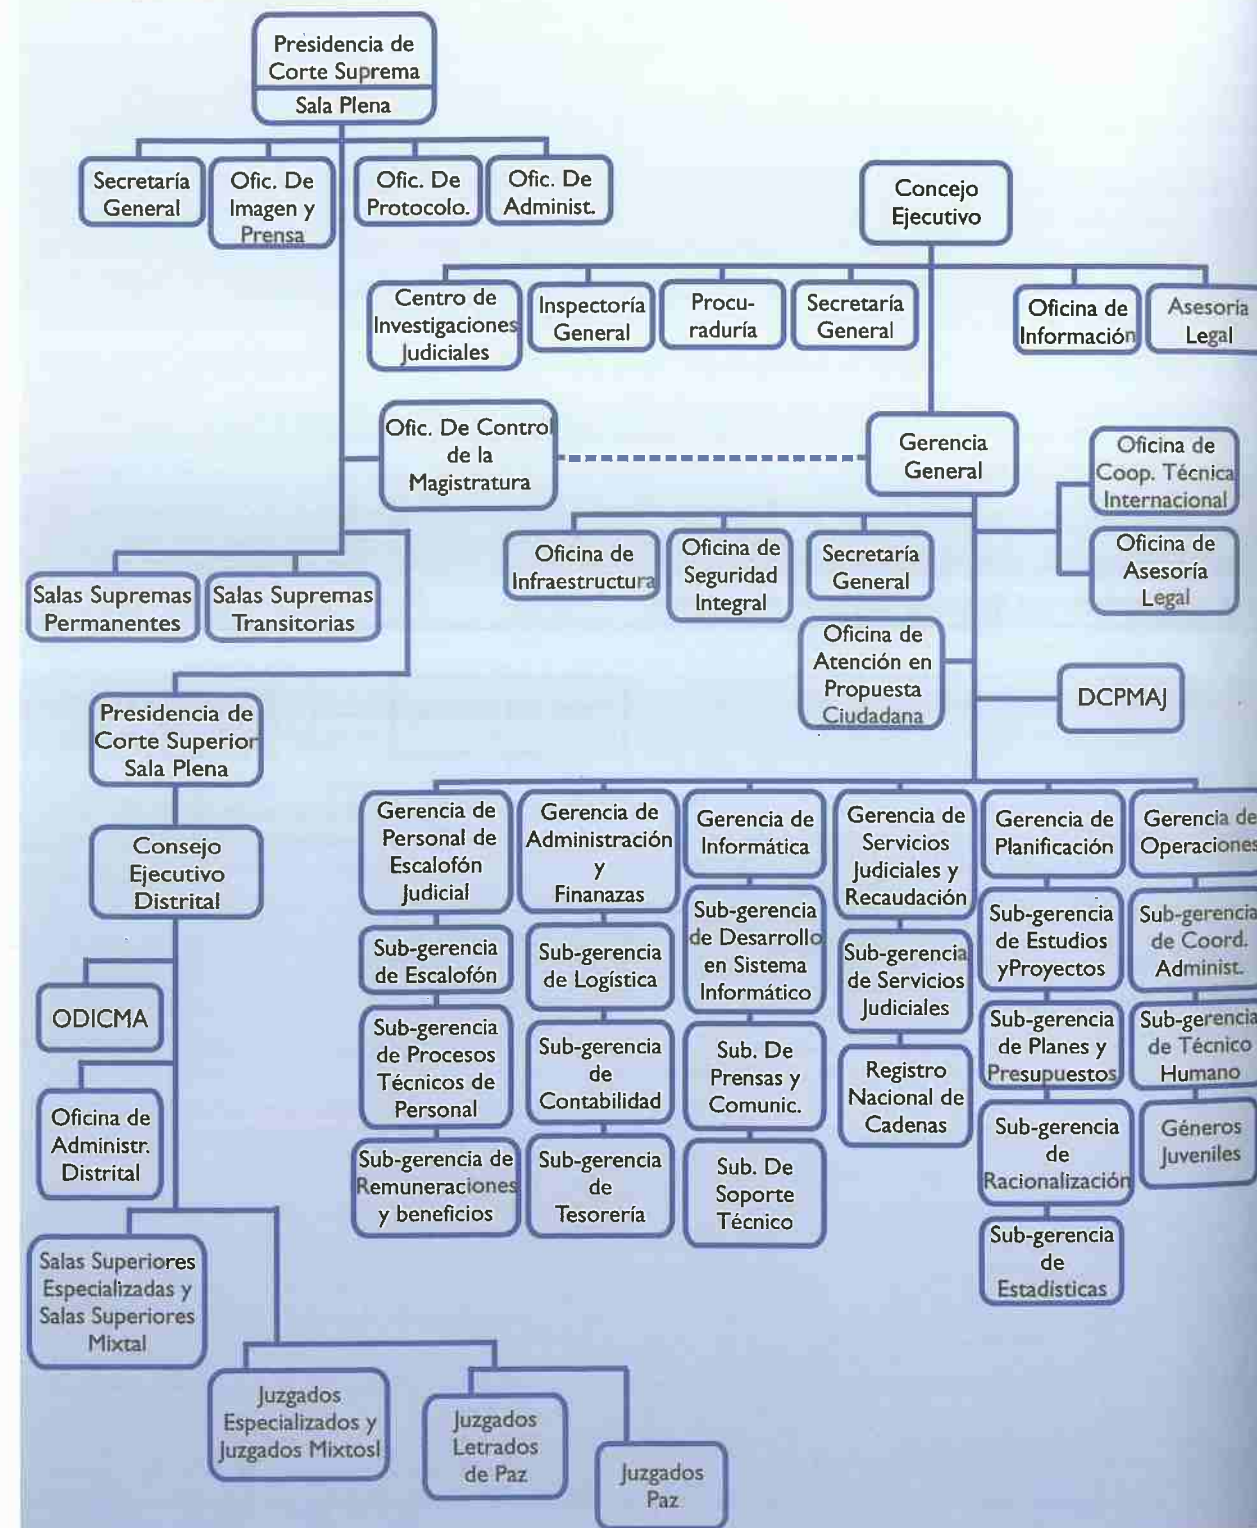 Presidencia de
Corte Suprema
Sala Plena
Secretaría
General
Ofic. De
Imagen y
Prensa
Ofic. De
Protocolo.
Ofic. De
Administ.
Concejo
Ejecutivo
Centro de
Investigaciones
Judiciales
Inspectoría
General
Procu-
raduría
Secretaría
General
Oficina de
Información
Asesoría
Legal
Ofic. De Control
de la
Magistratura
Gerencia
General
Oficina de
Coop. Técnica
Internacional
Oficina de
Asesoría
Legal
Oficina de
Infraestructura
Oficina de
Seguridad
Integral
Secretaría
General
Oficina de
Atención en
Propuesta
Ciudadana
DCPMAJ
Salas Supremas
Permanentes
Salas Supremas
Transitorias
Presidencia de
Corte Superior
Sala Plena
Consejo
Ejecutivo
Distrital
ODICMA
Oficina de
Administr.
Distrital
Salas Superiores
Especializadas y
Salas Superiores
Mixtal
Juzgados
Especializados y
Juzgados Mixtosl
Juzgados
Letrados
de Paz
Juzgados
Paz
Gerencia de
Personal de
Escalofón
Judicial
Sub-gerencia
de Escalofón
Sub-gerencia
de Procesos
Técnicos de
Personal
Sub-gerencia de
Remuneraciones
y beneficios
Gerencia de
Administración
y
Finanazas
Sub-gerencia
de Logística
Sub-gerencia
de
Contabilidad
Sub-gerencia
de
Tesorería
Gerencia de
Informática
Sub-gerencia
de Desarrollo
en Sistema
Informático
Sub. De
Prensas y
Comunic.
Sub. De
Soporte
Técnico
Gerencia de
Servicios
Judiciales y
Recaudación
Sub-gerencia
de Servicios
Judiciales
Registro
Nacional de
Cadenas
Gerencia de
Planificación
Sub-gerencia
de Estudios
yProyectos
Sub-gerencia
de Planes y
Presupuestos
Sub-gerencia
de
Racionalización
Sub-gerencia
de
Estadísticas
Gerencia de
Operaciones
Sub-gerencia
de Coord.
Administ.
Sub-gerencia
de Técnico
Humano
Géneros
Juveniles